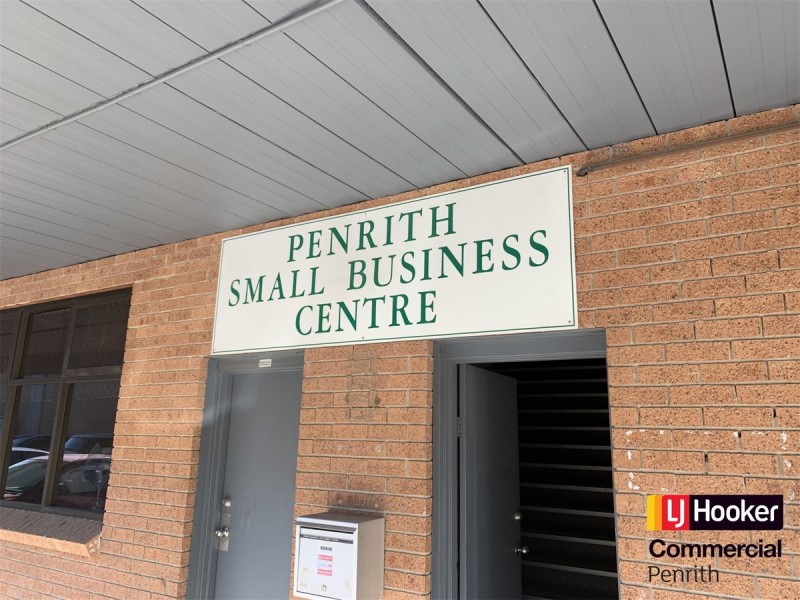 PENRITH
SMALL BUSINESS
CENTRE
LJ Hooker
Commercial
Penrith